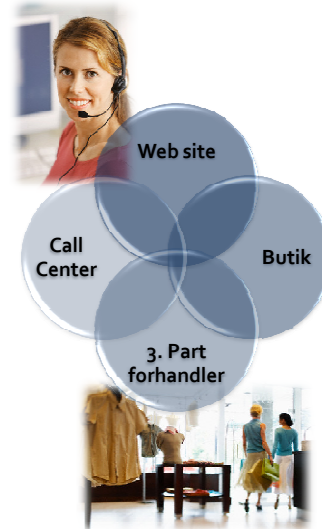 Web site
Call
Center
Butik
3. Part
forhandler